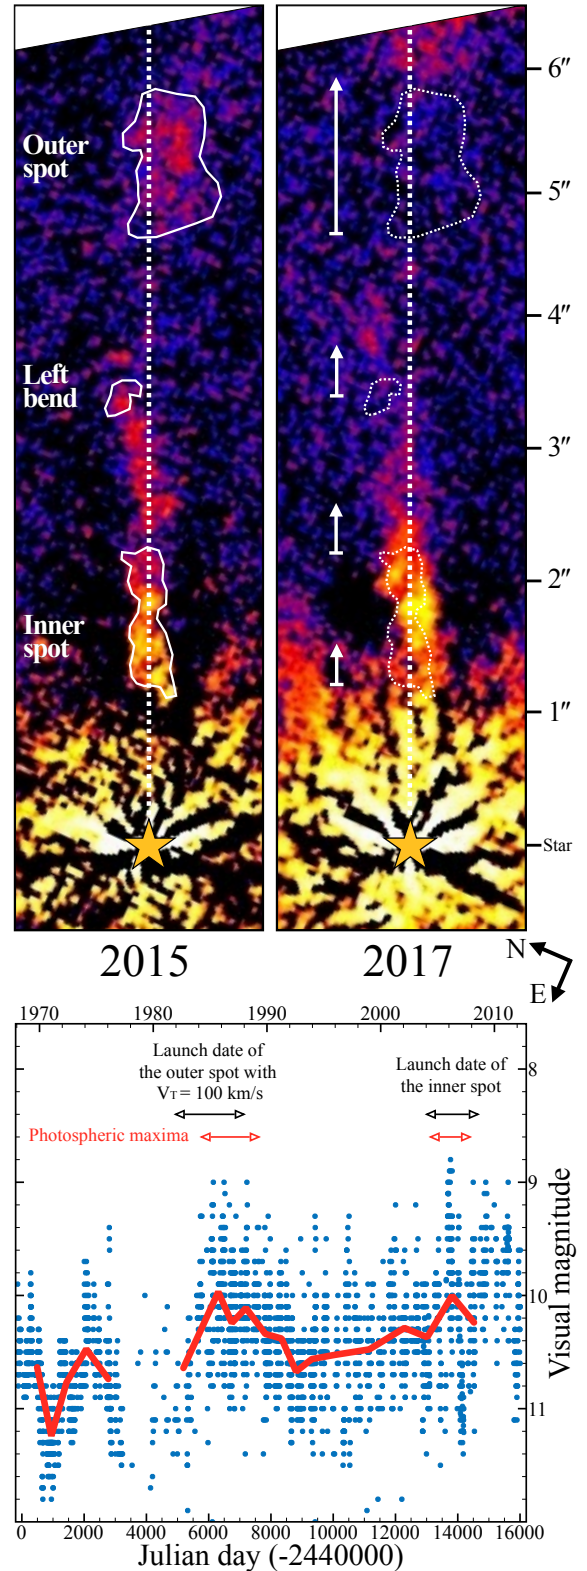 Outer
spot
Left
bend
Inner
spot
6″
5″
4″
3″
2″
1″
Star
2015
2017
N
E
1970 1980 1990 2000 2010
Launch date of
the outer spot with
VT = 100 km/s
Launch date of
the inner spot
Photospheric maxima
8
9
10
11
Visual magnitude
0 2000 4000 6000 8000 10000 12000 14000 16000
Julian day (-2440000)